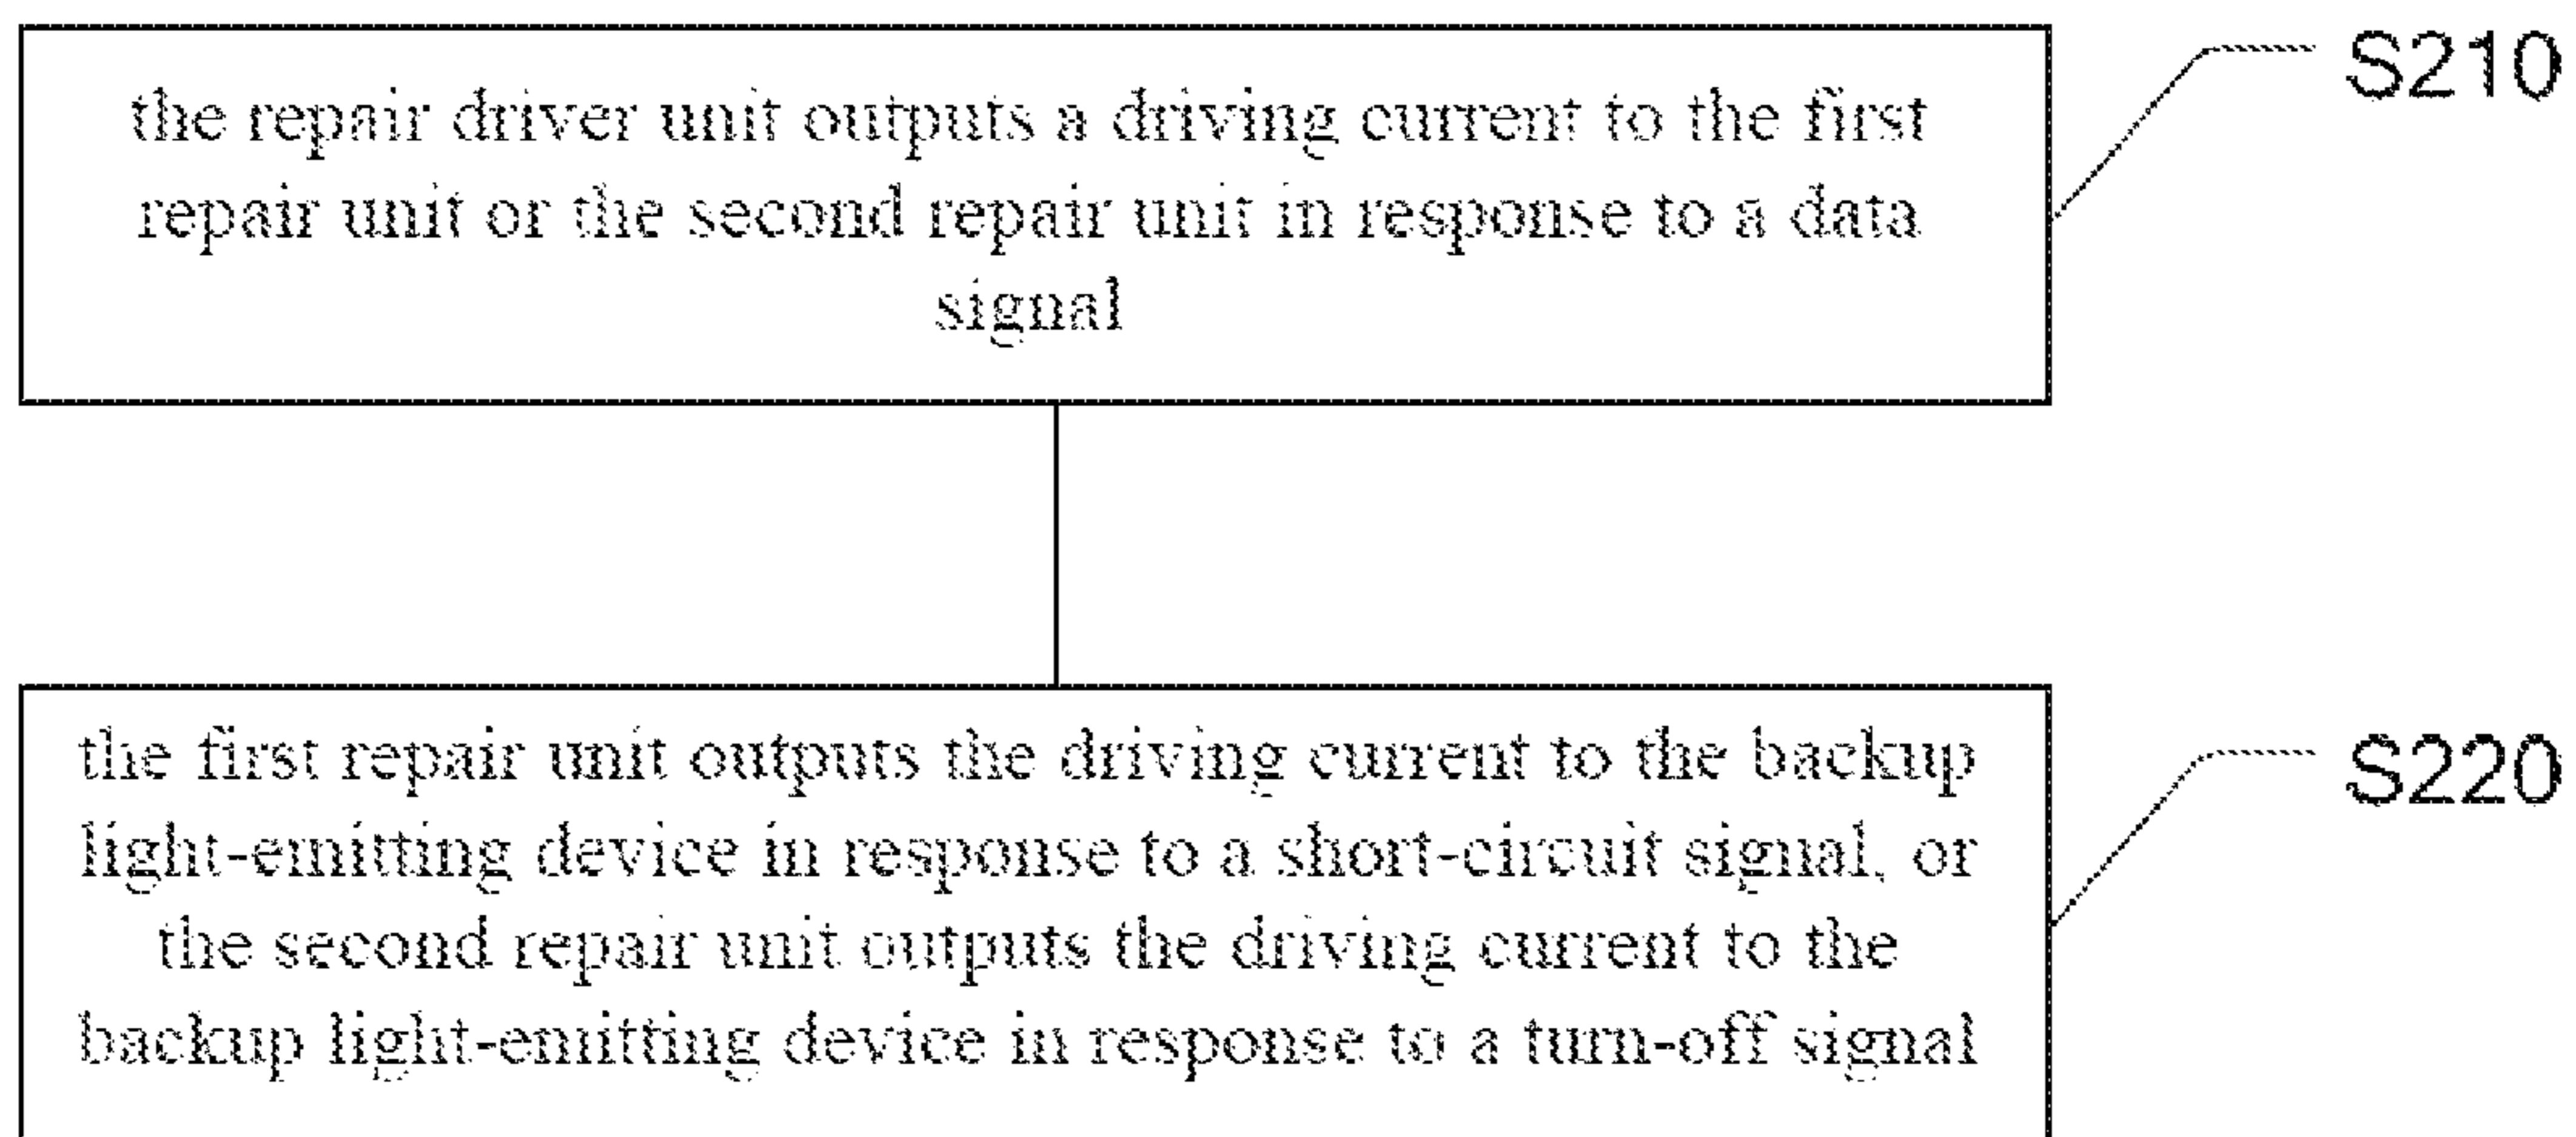 the repair driver unit outputs a driving current to the first
repair unit or the second repair unit in response to a data
signal
S210
the first repair unit outputs the driving current to the backup
light-emitting device in response to a short-circuit signal, or
the second repair unit outputs the driving current to the
backup light-emitting device in response to a turn-off signal
S220